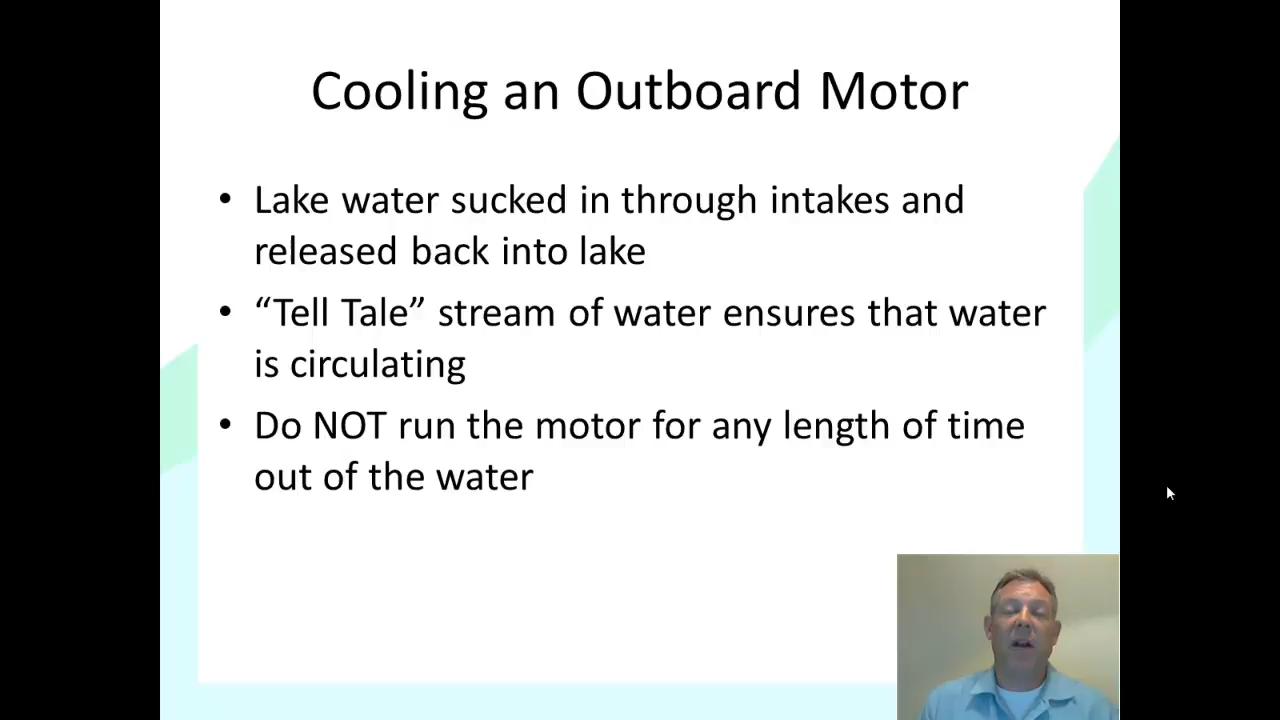 Cooling an Outboard Motor
• Lake water sucked in through intakes and
released back into lake
• “Tell Tale” stream of water ensures that water
is circulating
• Do NOT run the motor for any length of time
out of the water